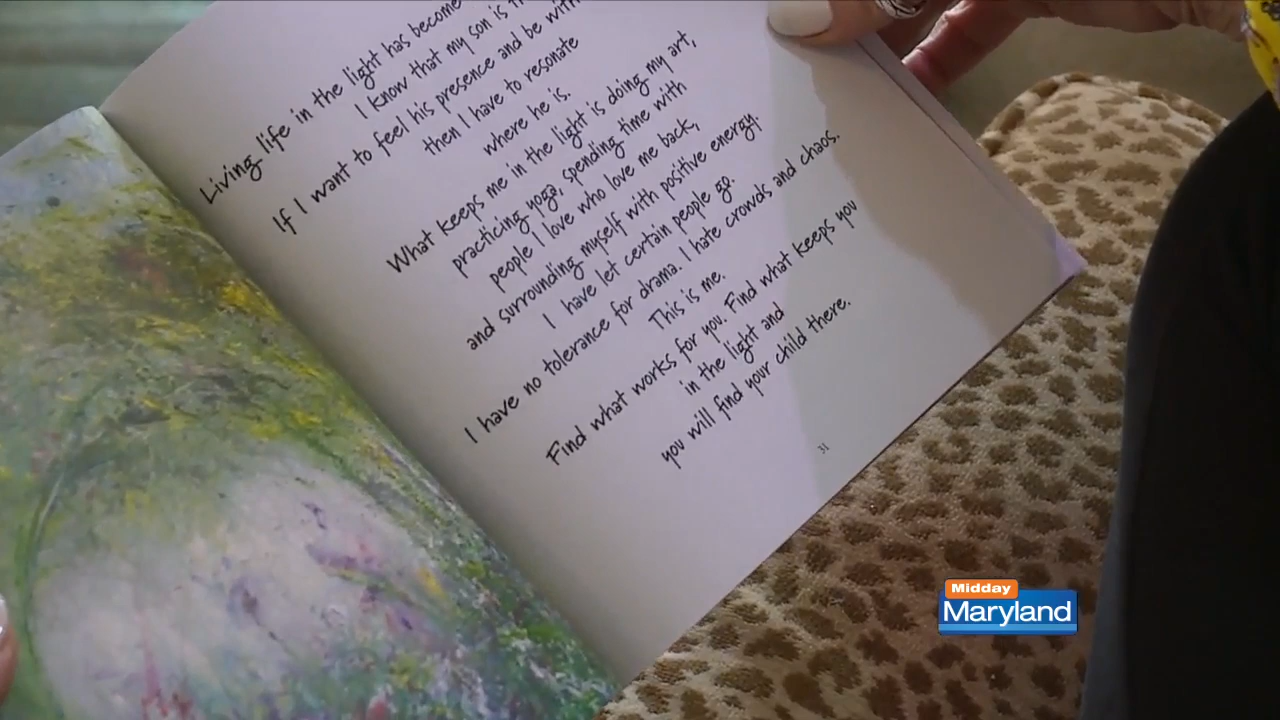 Living life in the light has become
I know that my son is
If I want to feel his presence and be with
then I have to resonate
where he is.
What keeps me in the light is doing my art,
practicing yoga, spending time with
people I love who love me back,
and surrounding myself with positive energy.
I have let certain people go.
I have no tolerance for drama. I hate crowds and chaos.
This is me.
Find what works for you. Find what keeps you
in the light and
you will find your child there.
31
Midday
Maryland